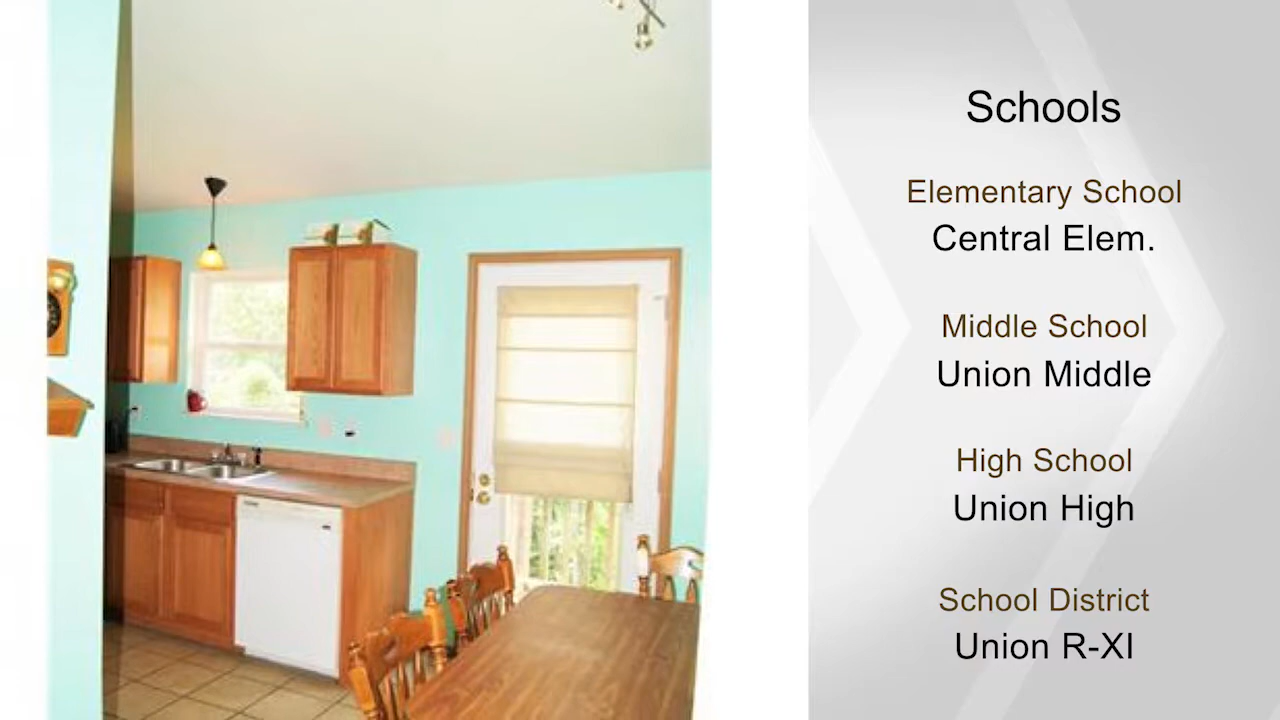 Schools
Elementary School
Central Elem.
Middle School
Union Middle
High School
Union High
School District
Union R-XI